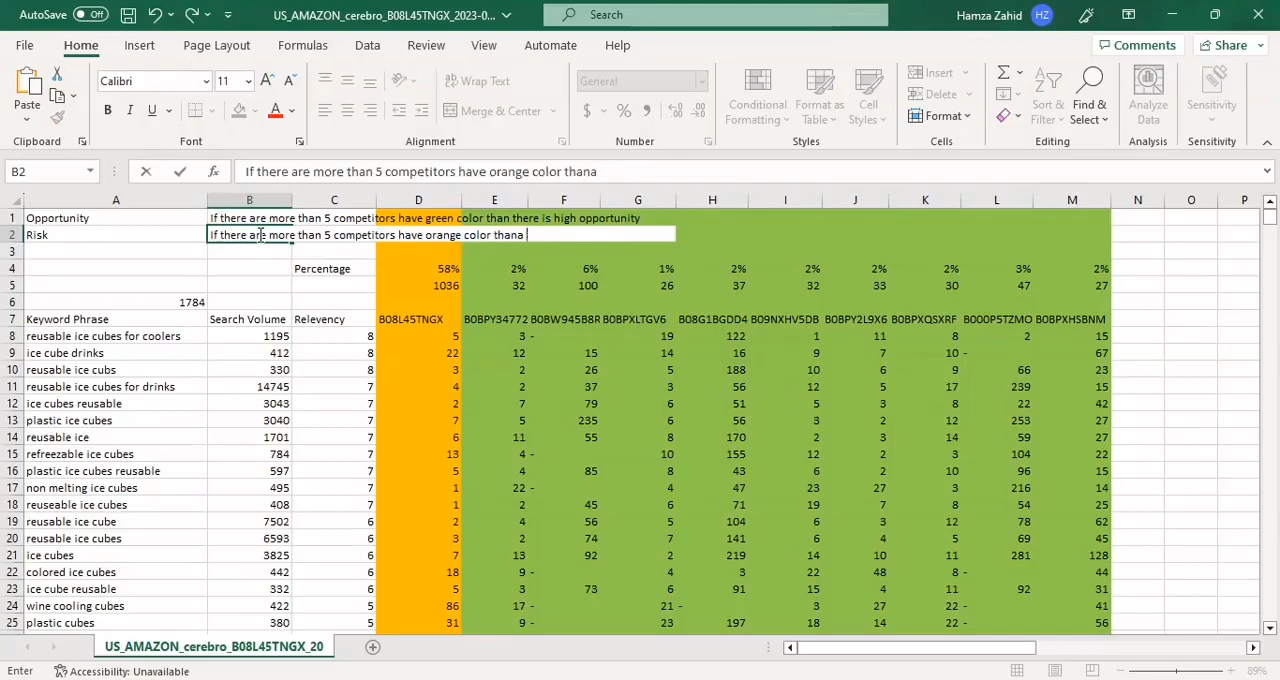 AutoSave Off US_AMAZON_cerebro_B08L45TNGX_2023-0... Search Hamza Zahid HZ
File Home Insert Page Layout Formulas Data Review View Automate Help Comments Share
Calibri 11 A A Wrap Text General Insert Σ
Paste B I U A Merge & Center $ % 9 Conditional Formatting Format as Table Cell Styles Delete Format Sort & Filter Find & Select Analyze Data Sensitivity
Clipboard Font Alignment Number Styles Cells Editing Analysis Sensitivity
B2 fx If there are more than 5 competitors have orange color thana
A B C D E F G H I J K L M N O P
1 Opportunity If there are more than 5 competitors have green color than there is high opportunity
2 Risk If there are more than 5 competitors have orange color thana
3
4 Percentage 58% 2% 6% 1% 2% 2% 2% 2% 3% 2%
5 1036 32 100 27 37 32 33 30 47 27
6 1784
7 Keyword Phrase Search Volume Relevency B08L45TNGX B0BPY34772 B0BW945B8R B0BPXLTGV6 B08G1BGDD4 B09NXHV5DB B0BPY2L9X6 B0BPXQSXRF B000P5TZMO B0BPXHSBNM
8 reusable ice cubes for coolers 1195 8 5 3 - 19 122 1 11 8 2 15
9 ice cube drinks 412 8 22 12 15 14 16 9 7 10 - 67
10 reusable ice cubs 330 8 3 2 26 5 188 10 6 9 66 23
11 reusable ice cubes for drinks 14745 7 4 2 37 3 56 12 5 17 239 15
12 ice cubes reusable 3043 7 2 7 79 6 51 5 3 8 22 42
13 plastic ice cubes 3040 7 7 5 235 6 56 3 2 12 253 27
14 reusable ice 1701 7 6 11 55 8 170 2 3 14 59 27
15 refreezable ice cubes 784 7 13 4 - 10 155 12 2 3 104 22
16 plastic ice cubes reusable 597 7 5 4 85 8 43 6 2 10 96 15
17 non melting ice cubes 495 7 1 22 - 4 47 23 27 3 216 14
18 reuseable ice cubes 408 7 1 2 45 6 71 19 7 8 54 25
19 reusable ice cube 7502 6 2 4 56 5 104 6 3 12 78 62
20 resuable ice cubes 6593 6 3 2 74 7 141 6 4 5 69 45
21 ice cubes 3825 6 7 13 92 2 219 14 10 11 281 128
22 colored ice cubes 442 6 18 9 - 4 3 22 48 8 - 44
23 ice cube reusable 332 6 5 3 73 6 91 15 4 11 92 31
24 wine cooling cubes 422 5 86 17 - 21 - 3 27 22 - 41
25 plastic cubes 380 5 31 9 - 23 197 18 14 22 - 56
US_AMAZON_cerebro_B08L45TNGX_20
Enter Accessibility: Unavailable 89%